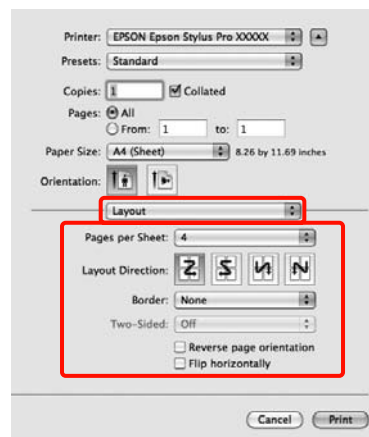 Printer: EPSON Epson Stylus Pro XXXXX
Presets: Standard
Copies: 1 Collated
Pages: All
From: 1 to: 1
Paper Size: A4 (Sheet) 8.26 by 11.69 inches
Orientation:
Layout
Pages per Sheet: 4
Layout Direction:
Border: None
Two-Sided: Off
Reverse page orientation
Flip horizontally
Cancel Print